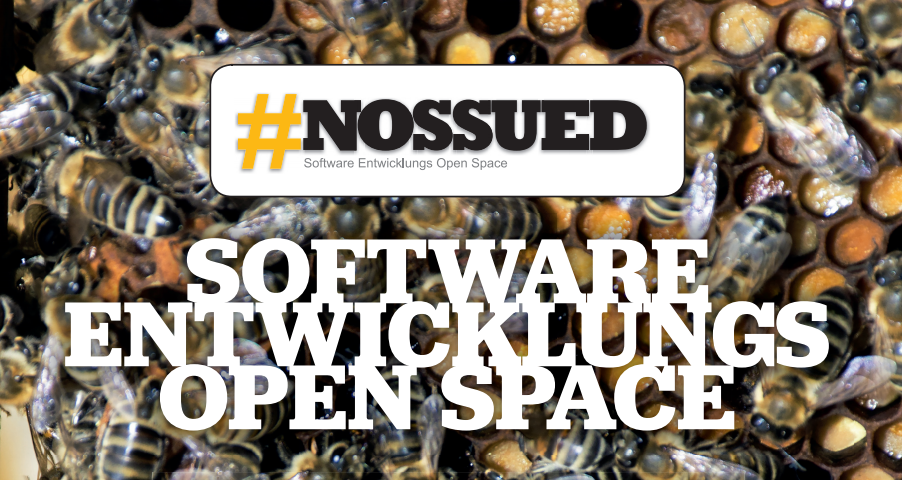 #NOSSUED
Software Entwicklungs Open Space
SOFTWARE
ENTWICKLUNGS
OPEN SPACE